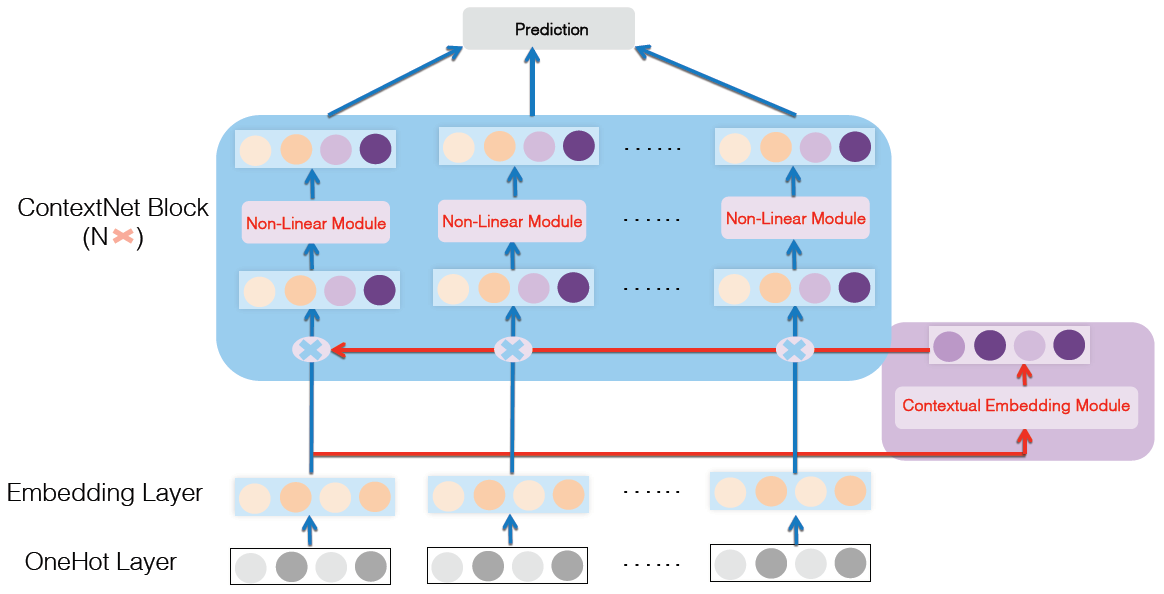 Prediction
ContextNet Block
(N×)
Non-Linear Module
Non-Linear Module
......
Non-Linear Module
......
......
Contextual Embedding Module
Embedding Layer
......
OneHot Layer
......